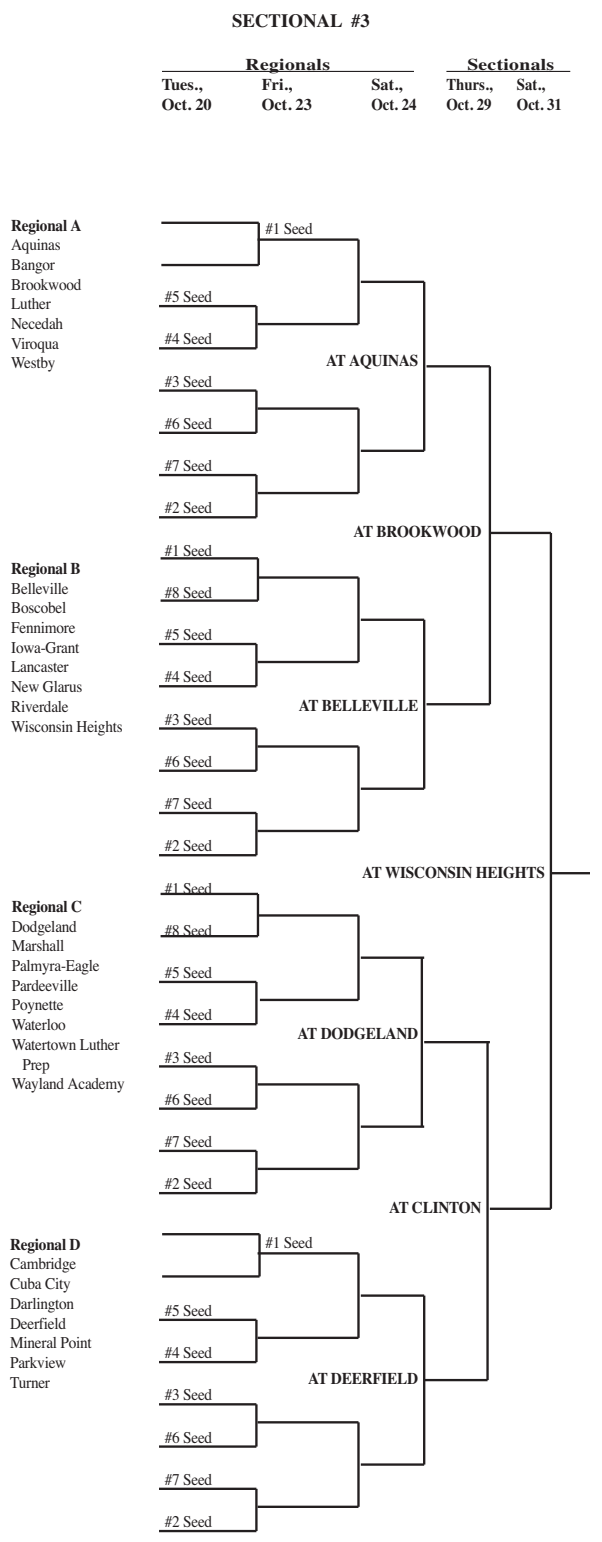 SECTIONAL #3
Regionals
Sectionals
Tues., Oct. 20
Fri., Oct. 23
Sat., Oct. 24
Thurs., Oct. 29
Sat., Oct. 31
Regional A
Aquinas
Bangor
Brookwood
Luther
Necedah
Viroqua
Westby
#1 Seed
#5 Seed
#4 Seed
AT AQUINAS
#3 Seed
#6 Seed
#7 Seed
#2 Seed
AT BROOKWOOD
Regional B
Belleville
Boscobel
Fennimore
Iowa-Grant
Lancaster
New Glarus
Riverdale
Wisconsin Heights
#1 Seed
#8 Seed
#5 Seed
#4 Seed
AT BELLEVILLE
#3 Seed
#6 Seed
#7 Seed
#2 Seed
AT WISCONSIN HEIGHTS
Regional C
Dodgeland
Marshall
Palmyra-Eagle
Pardeeville
Poynette
Waterloo
Watertown Luther
Prep
Wayland Academy
#1 Seed
#8 Seed
#5 Seed
#4 Seed
AT DODGELAND
#3 Seed
#6 Seed
#7 Seed
#2 Seed
AT CLINTON
Regional D
Cambridge
Cuba City
Darlington
Deerfield
Mineral Point
Parkview
Turner
#1 Seed
#5 Seed
#4 Seed
AT DEERFIELD
#3 Seed
#6 Seed
#7 Seed
#2 Seed